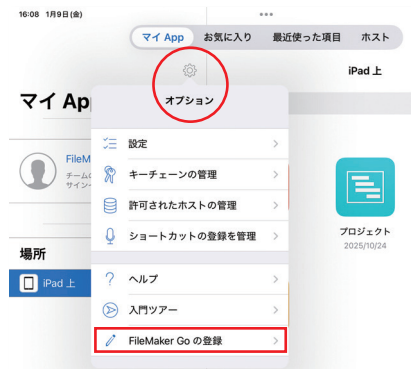 16:08 1月9日(金)
マイ App お気に入り 最近使った項目 ホスト
iPad 上
マイ Ap
オプション
FileM
チームの
サインイ
場所
iPad 上
設定
キーチェーンの管理
許可されたホストの管理
ショートカットの登録を管理
ヘルプ
入門ツアー
FileMaker Go の登録
プロジェクト
2025/10/24